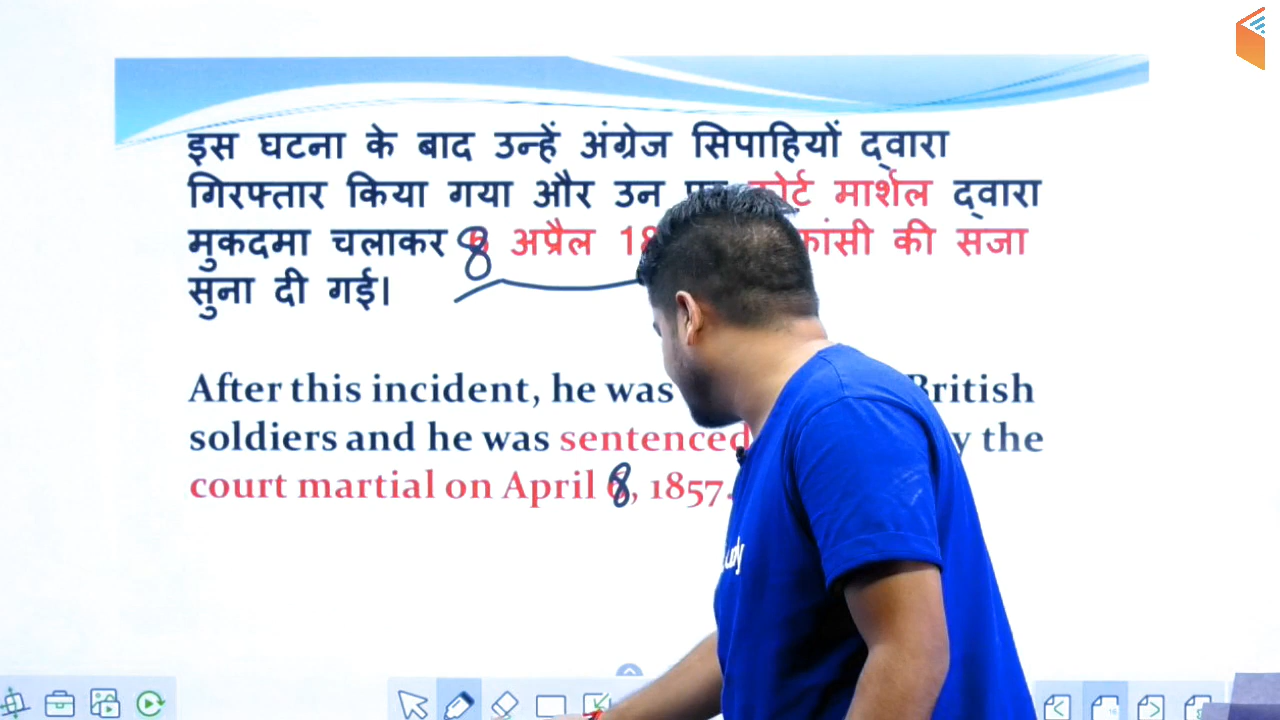 इस घटना के बाद उन्हें अंग्रेज सिपाहियों द्वारा
गिरफ्तार किया गया और उन कोर्ट मार्शल द्वारा
मुकदमा चलाकर 8 अप्रैल फांसी की सजा
सुना दी गई।
After this incident, he was British
soldiers and he was sentenced the
court martial on April 8, 1857.